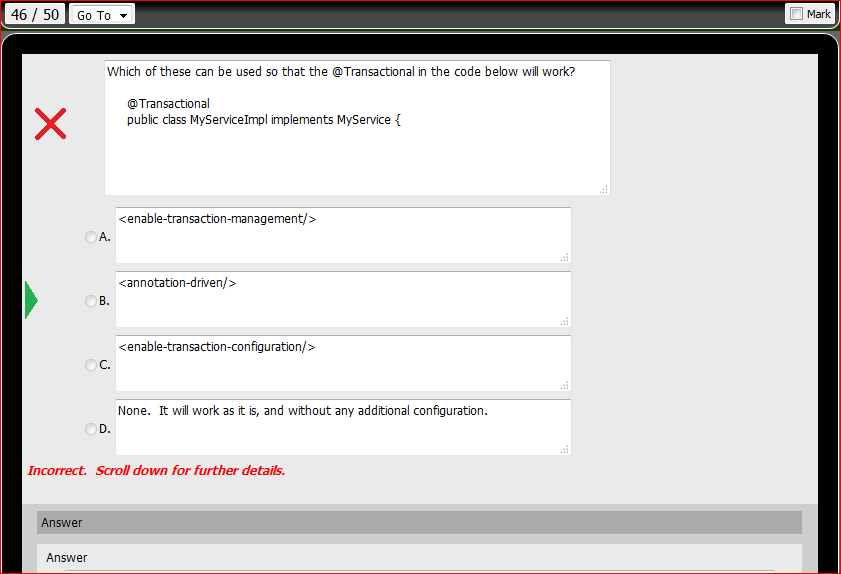 46 / 50 Go To Mark
Which of these can be used so that the @Transactional in the code below will work?
@Transactional
public class MyServiceImpl implements MyService {
A. <enable-transaction-management/>
B. <annotation-driven/>
C. <enable-transaction-configuration/>
D. None. It will work as it is, and without any additional configuration.
Incorrect. Scroll down for further details.
Answer
Answer